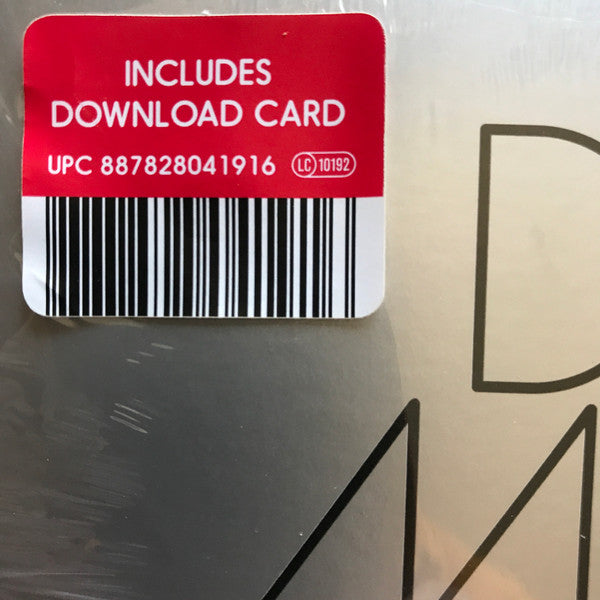 INCLUDES
DOWNLOAD CARD
UPC 887828041916 LC 10192
D
M